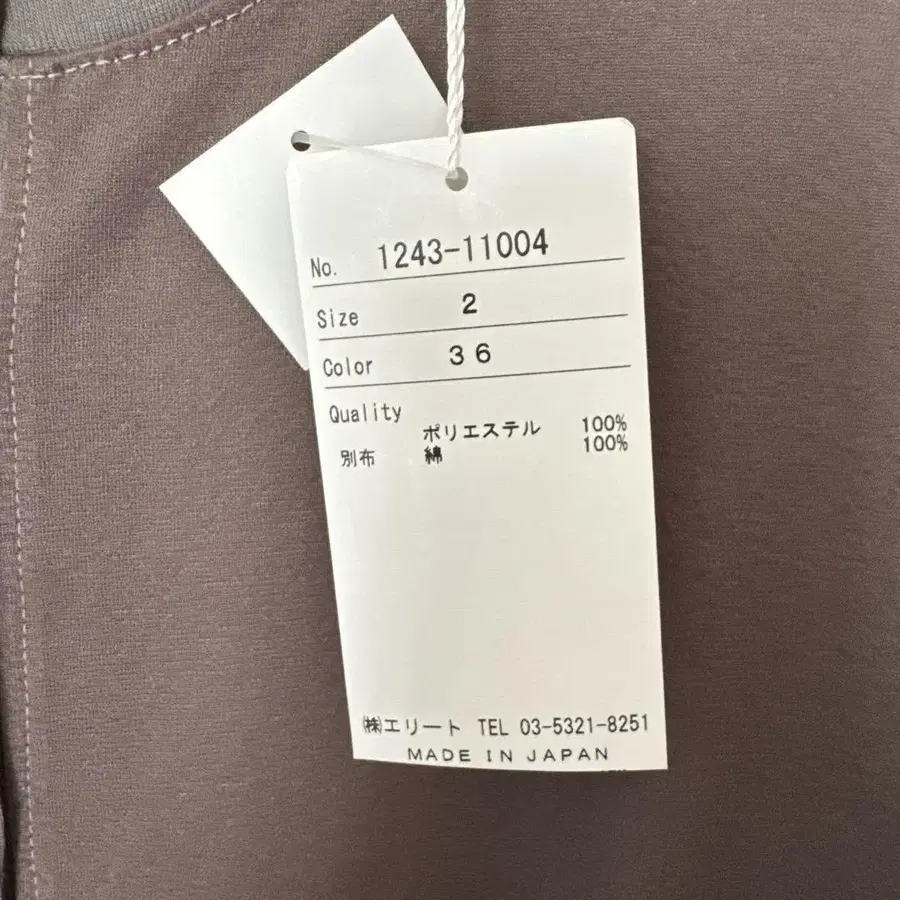 No. 1243-11004
Size 2
Color 36
Quality
ポリエステル 100%
別布 綿 100%
㈱エリート TEL 03-5321-8251
MADE IN JAPAN